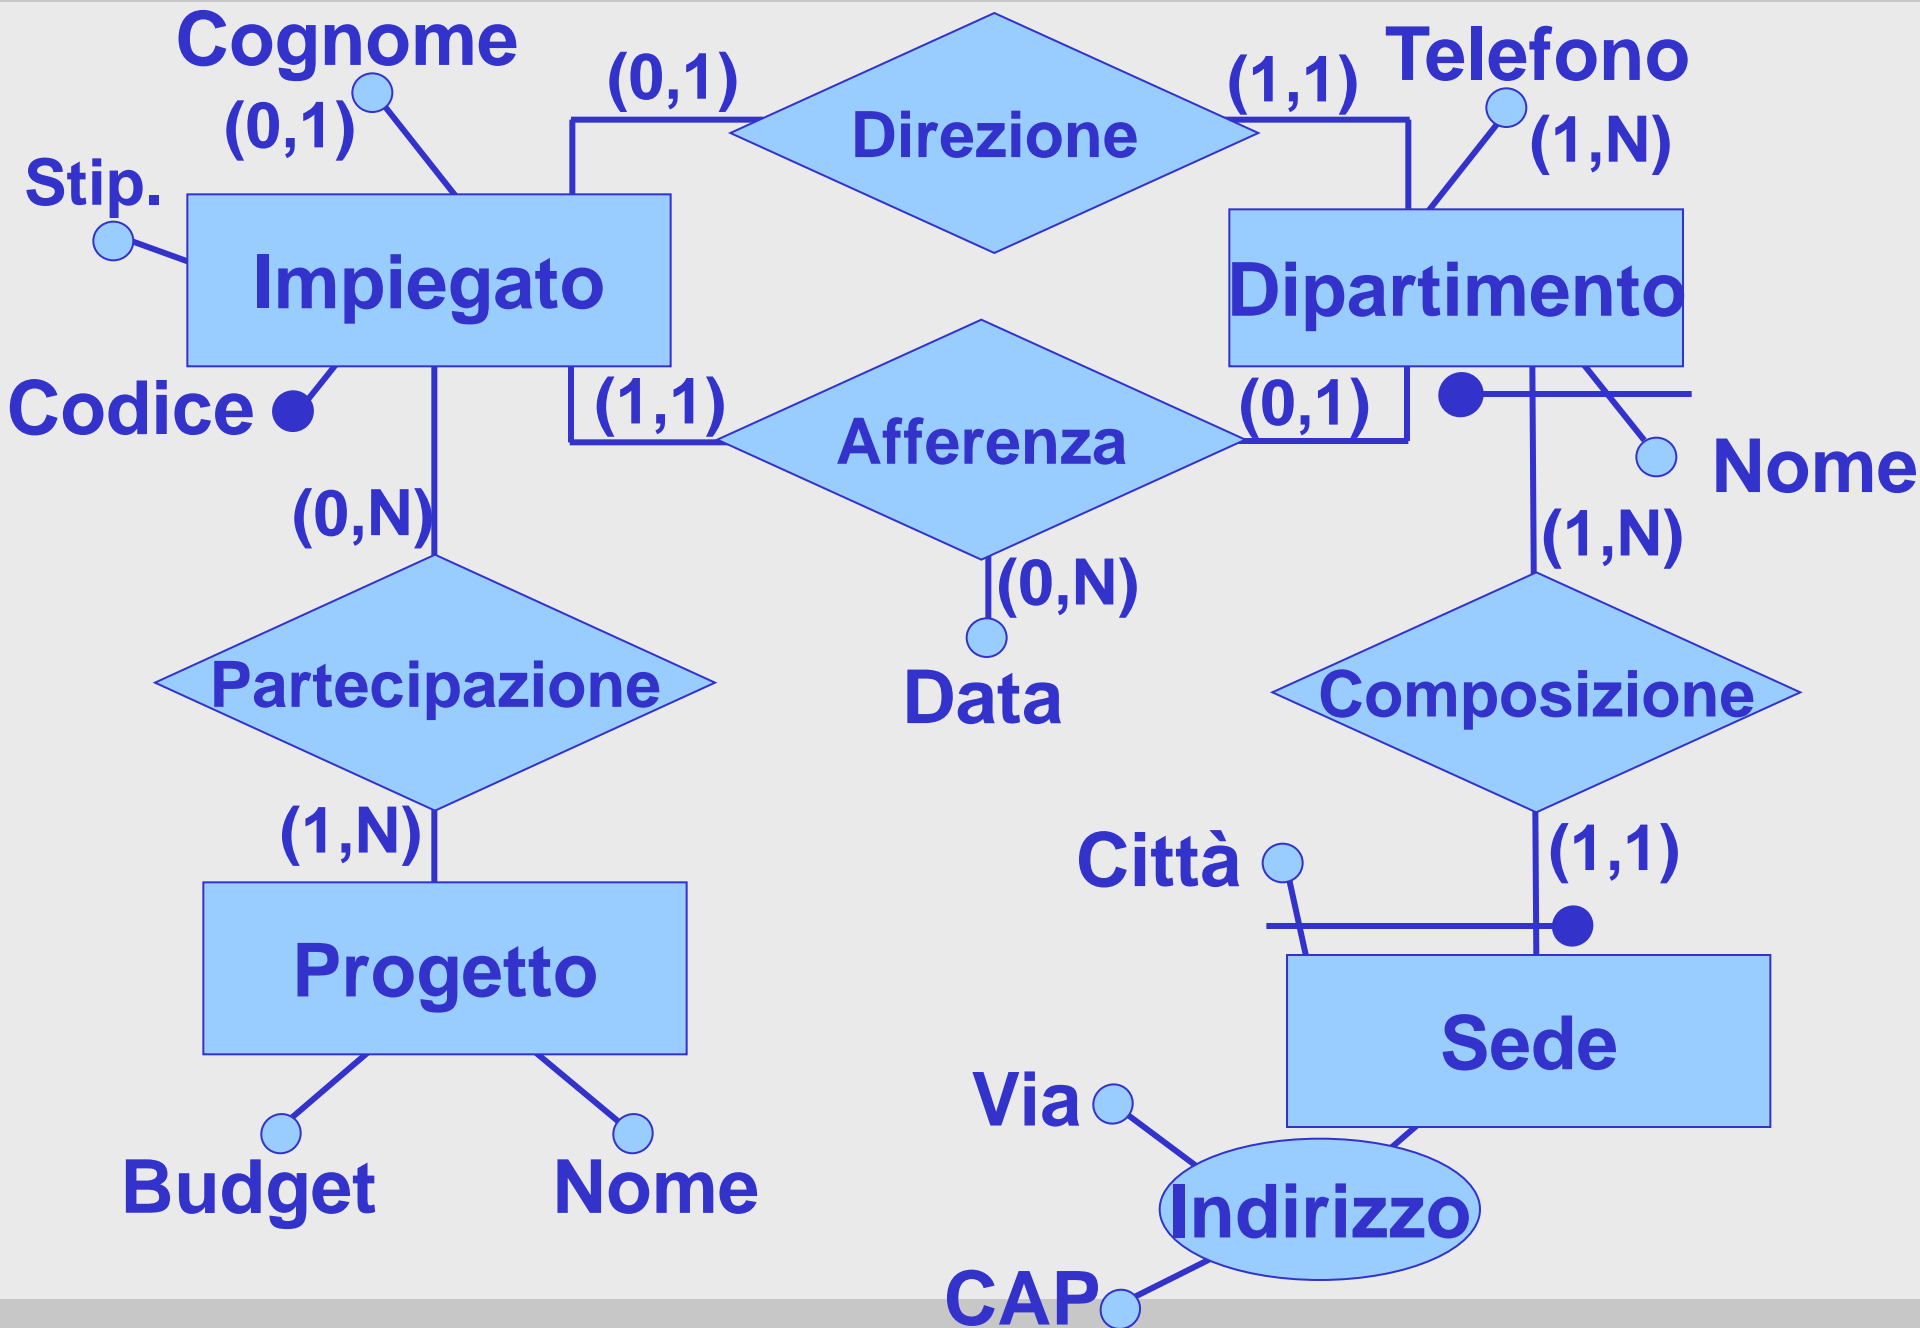 Cognome
(0,1)
(0,1)
Direzione
(1,1)
Telefono
(1,N)
Stip.
Impiegato
Dipartimento
Codice
(1,1)
Afferenza
(0,1)
Nome
(0,N)
(0,N)
(1,N)
Partecipazione
Data
Composizione
(1,N)
Città
(1,1)
Progetto
Sede
Budget
Nome
Via
Indirizzo
CAP